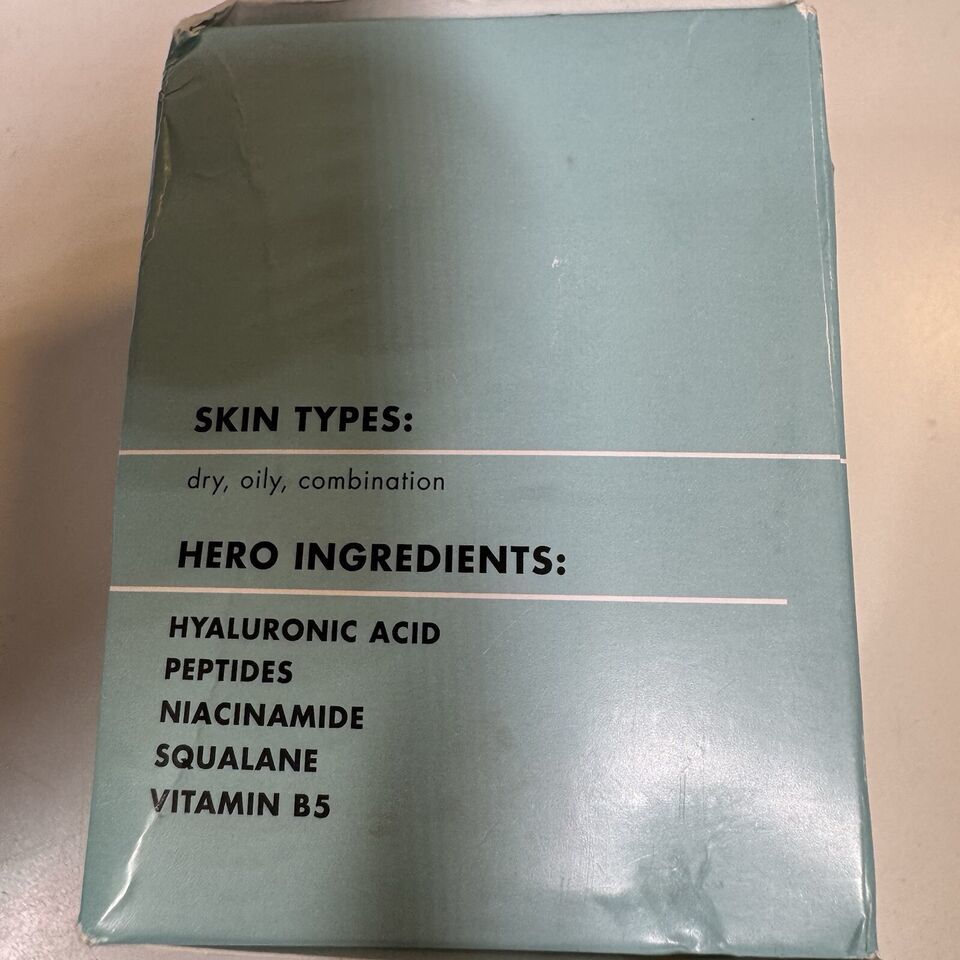 SKIN TYPES:
dry, oily, combination
HERO INGREDIENTS:
HYALURONIC ACID
PEPTIDES
NIACINAMIDE
SQUALANE
VITAMIN B5